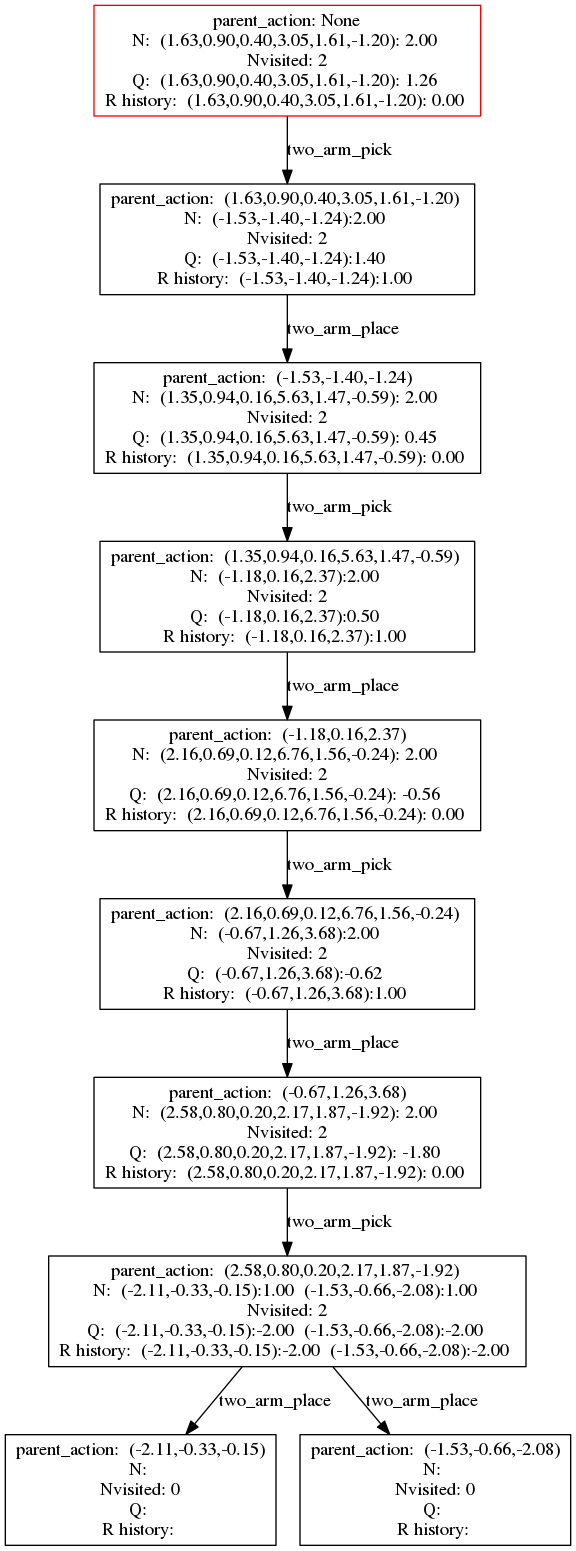 parent_action: None
N: (1.63,0.90,0.40,3.05,1.61,-1.20): 2.00
Nvisited: 2
Q: (1.63,0.90,0.40,3.05,1.61,-1.20): 1.26
R history: (1.63,0.90,0.40,3.05,1.61,-1.20): 0.00
two_arm_pick
parent_action: (1.63,0.90,0.40,3.05,1.61,-1.20)
N: (-1.53,-1.40,-1.24):2.00
Nvisited: 2
Q: (-1.53,-1.40,-1.24):1.40
R history: (-1.53,-1.40,-1.24):1.00
two_arm_place
parent_action: (-1.53,-1.40,-1.24)
N: (1.35,0.94,0.16,5.63,1.47,-0.59): 2.00
Nvisited: 2
Q: (1.35,0.94,0.16,5.63,1.47,-0.59): 0.45
R history: (1.35,0.94,0.16,5.63,1.47,-0.59): 0.00
two_arm_pick
parent_action: (1.35,0.94,0.16,5.63,1.47,-0.59)
N: (-1.18,0.16,2.37):2.00
Nvisited: 2
Q: (-1.18,0.16,2.37):0.50
R history: (-1.18,0.16,2.37):1.00
two_arm_place
parent_action: (-1.18,0.16,2.37)
N: (2.16,0.69,0.12,6.76,1.56,-0.24): 2.00
Nvisited: 2
Q: (2.16,0.69,0.12,6.76,1.56,-0.24): -0.56
R history: (2.16,0.69,0.12,6.76,1.56,-0.24): 0.00
two_arm_pick
parent_action: (2.16,0.69,0.12,6.76,1.56,-0.24)
N: (-0.67,1.26,3.68):2.00
Nvisited: 2
Q: (-0.67,1.26,3.68):-0.62
R history: (-0.67,1.26,3.68):1.00
two_arm_place
parent_action: (-0.67,1.26,3.68)
N: (2.58,0.80,0.20,2.17,1.87,-1.92): 2.00
Nvisited: 2
Q: (2.58,0.80,0.20,2.17,1.87,-1.92): -1.80
R history: (2.58,0.80,0.20,2.17,1.87,-1.92): 0.00
two_arm_pick
parent_action: (2.58,0.80,0.20,2.17,1.87,-1.92)
N: (-2.11,-0.33,-0.15):1.00 (-1.53,-0.66,-2.08):1.00
Nvisited: 2
Q: (-2.11,-0.33,-0.15):-2.00 (-1.53,-0.66,-2.08):-2.00
R history: (-2.11,-0.33,-0.15):-2.00 (-1.53,-0.66,-2.08):-2.00
two_arm_place
two_arm_place
parent_action: (-2.11,-0.33,-0.15)
N:
Nvisited: 0
Q:
R history:
parent_action: (-1.53,-0.66,-2.08)
N:
Nvisited: 0
Q:
R history: